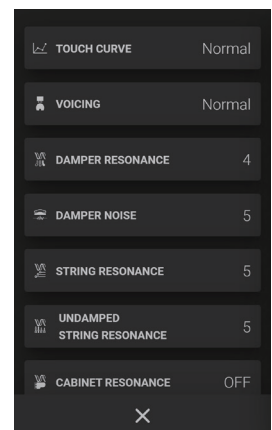 TOUCH CURVE Normal
VOICING Normal
DAMPER RESONANCE 4
DAMPER NOISE 5
STRING RESONANCE 5
UNDAMPED
STRING RESONANCE 5
CABINET RESONANCE OFF